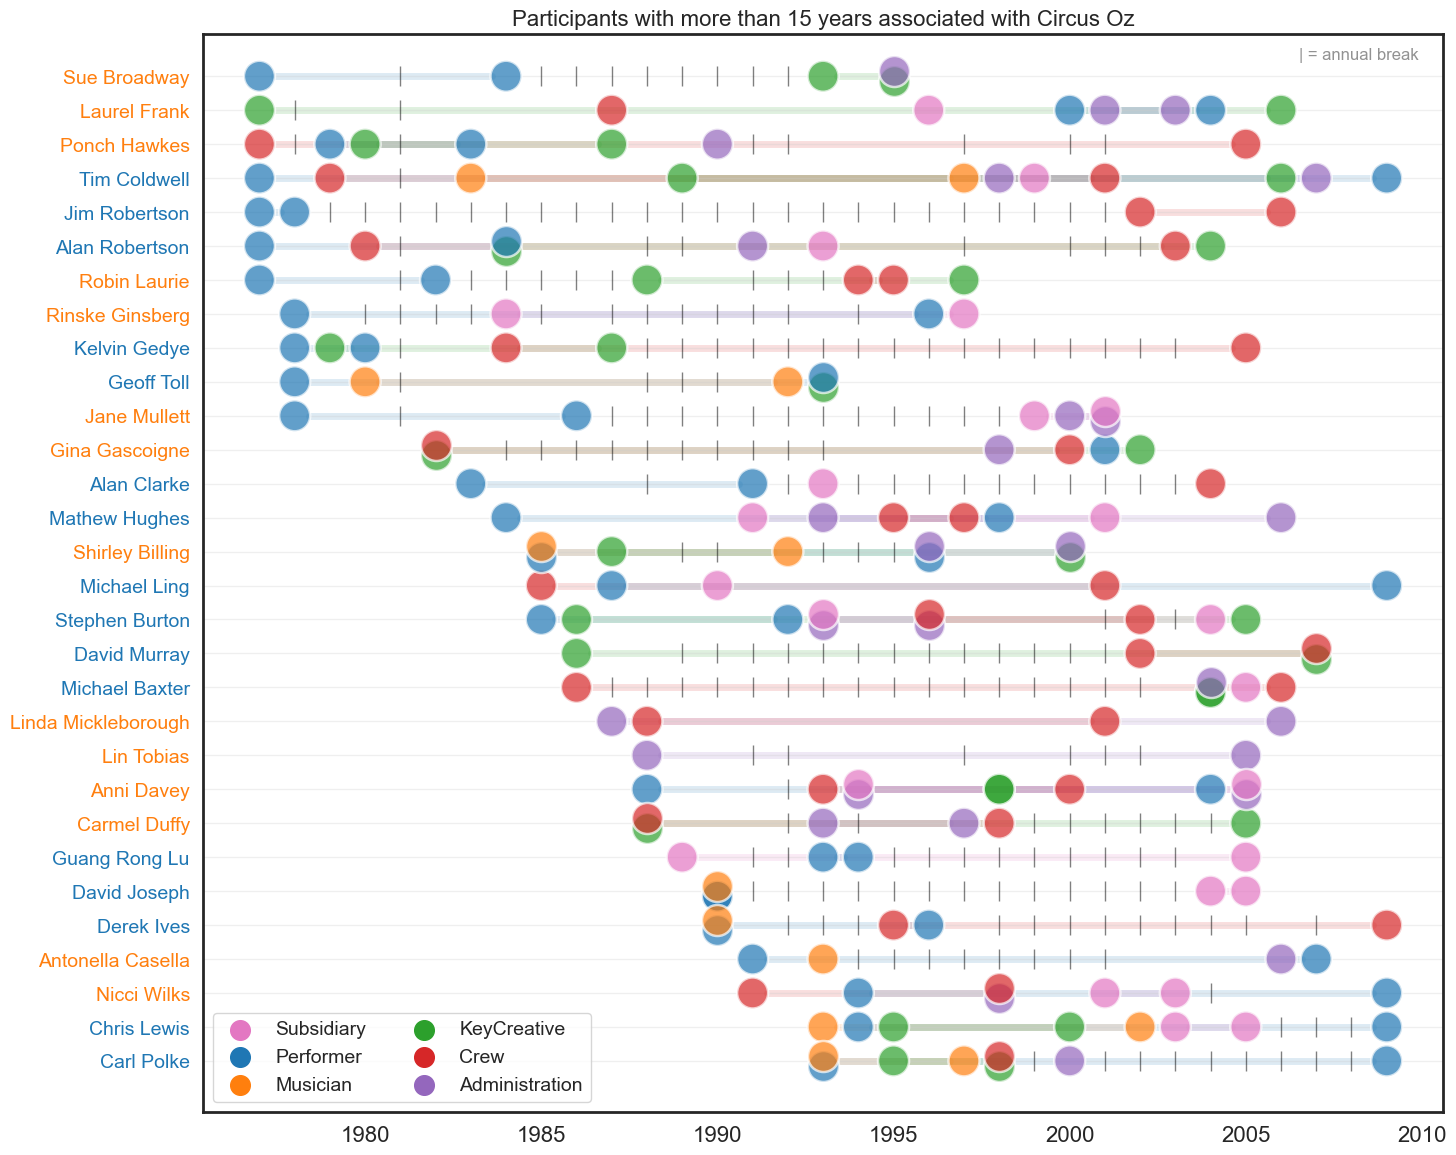 Participants with more than 15 years associated with Circus Oz
| = annual break
Sue Broadway
Laurel Frank
Ponch Hawkes
Tim Coldwell
Jim Robertson
Alan Robertson
Robin Laurie
Rinske Ginsberg
Kelvin Gedye
Geoff Toll
Jane Mullett
Gina Gascoigne
Alan Clarke
Mathew Hughes
Shirley Billing
Michael Ling
Stephen Burton
David Murray
Michael Baxter
Linda Mickleborough
Lin Tobias
Anni Davey
Carmel Duffy
Guang Rong Lu
David Joseph
Derek Ives
Antonella Casella
Nicci Wilks
Chris Lewis
Carl Polke
Subsidiary KeyCreative
Performer Crew
Musician Administration
1980 1985 1990 1995 2000 2005 2010